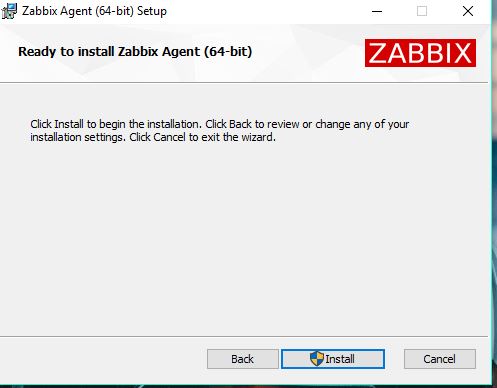 Zabbix Agent (64-bit) Setup
Ready to install Zabbix Agent (64-bit)
ZABBIX
Click Install to begin the installation. Click Back to review or change any of your
installation settings. Click Cancel to exit the wizard.
Back
Install
Cancel